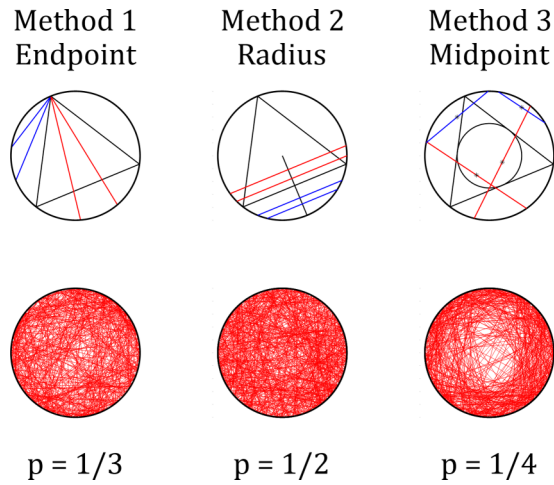 Method 1
Endpoint
Method 2
Radius
Method 3
Midpoint
p = 1/3
p = 1/2
p = 1/4